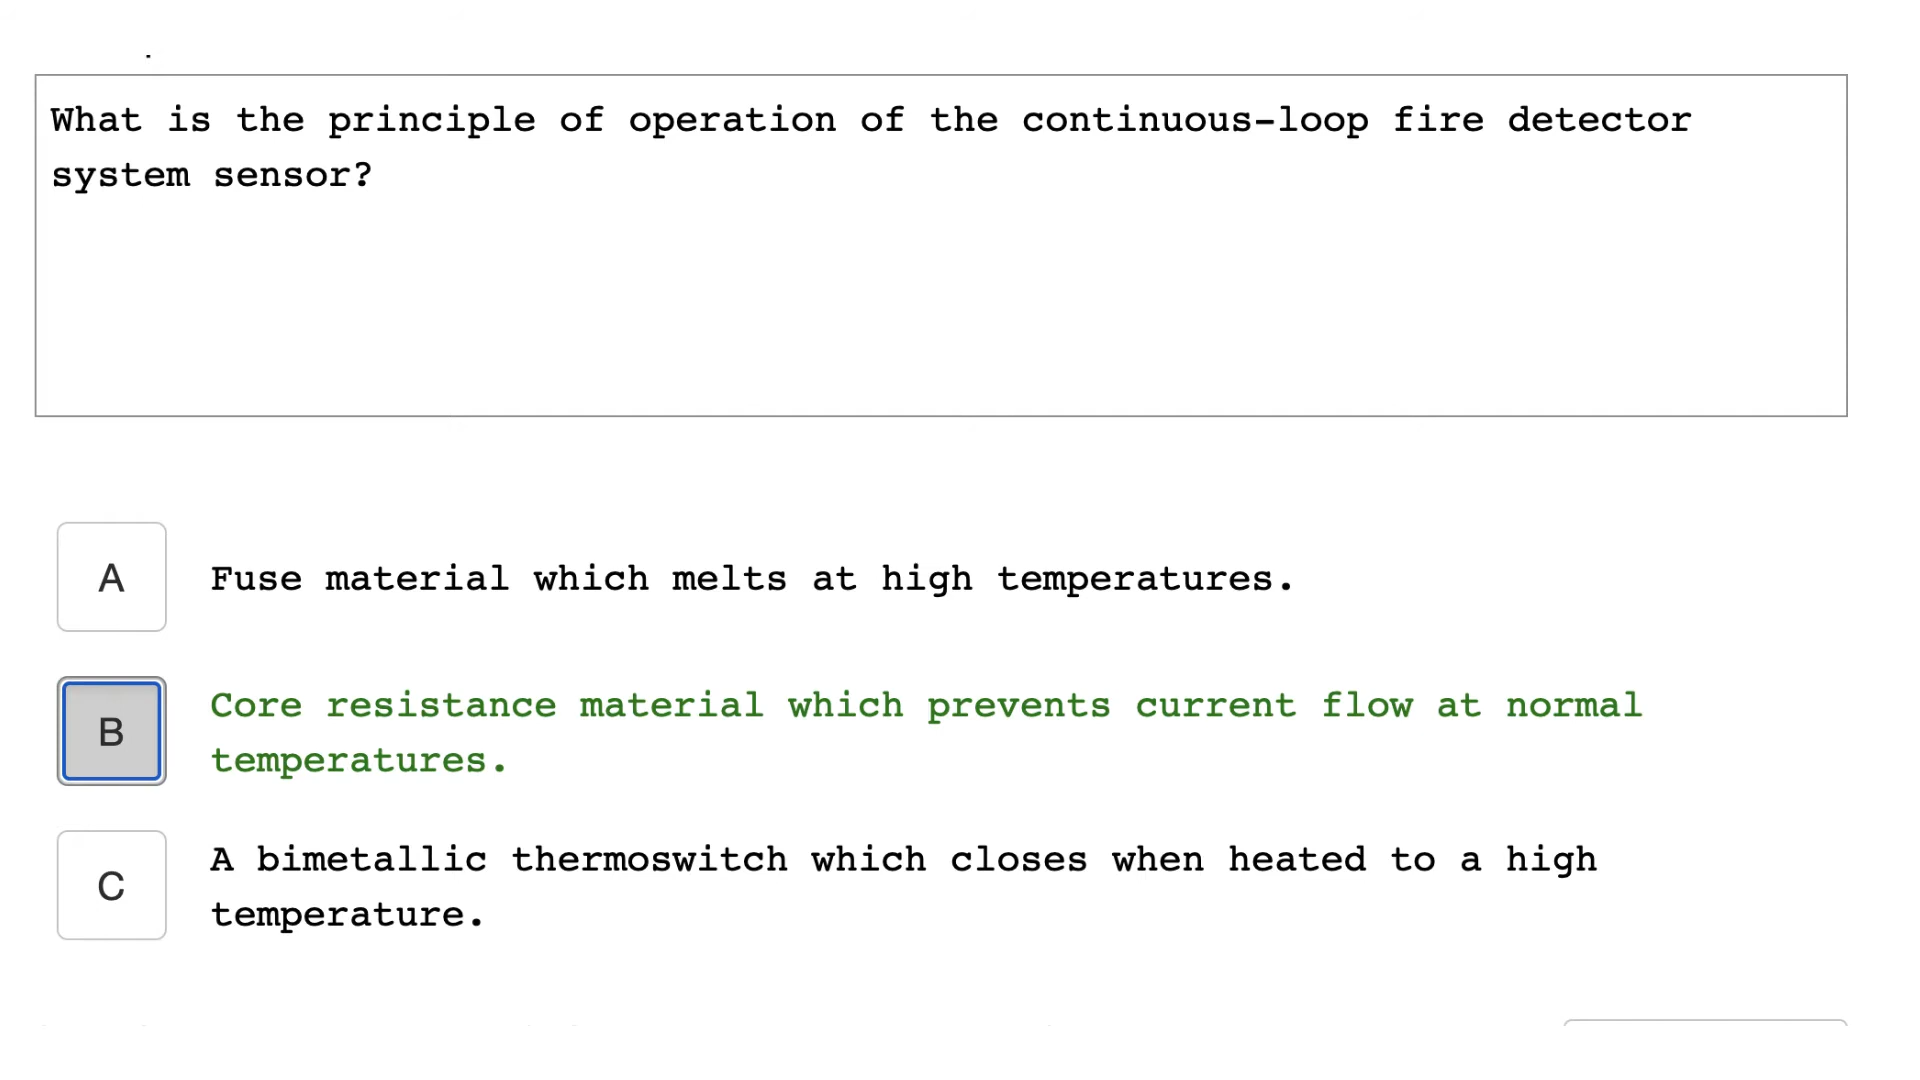 What is the principle of operation of the continuous-loop fire detector
system sensor?
A
Fuse material which melts at high temperatures.
B
Core resistance material which prevents current flow at normal
temperatures.
C
A bimetallic thermoswitch which closes when heated to a high
temperature.